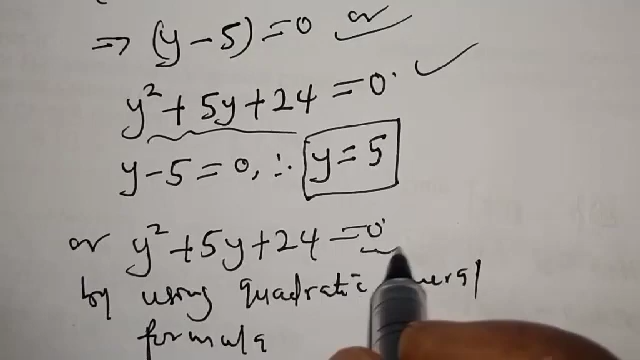 ⇒ (y - 5) = 0 or
y² + 5y + 24 = 0.
y - 5 = 0, ∴ y = 5
or y² + 5y + 24 = 0
by using quadratic
formula